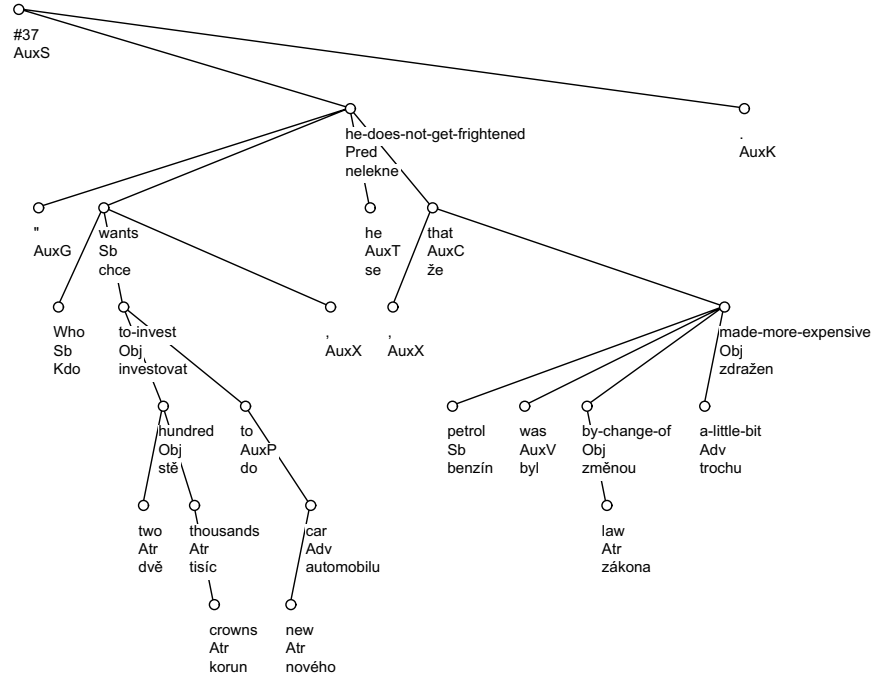 #37
AuxS
he-does-not-get-frightened
Pred
nelekne
.
AuxK
"
AuxG
wants
Sb
chce
he
AuxT
se
that
AuxC
že
Who
Sb
Kdo
to-invest
Obj
investovat
,
AuxX
,
AuxX
made-more-expensive
Obj
zdražen
hundred
Obj
stě
to
AuxP
do
petrol
Sb
benzín
was
AuxV
byl
by-change-of
Obj
změnou
a-little-bit
Adv
trochu
two
Atr
dvě
thousands
Atr
tisíc
car
Adv
automobilu
law
Atr
zákona
crowns
Atr
korun
new
Atr
nového